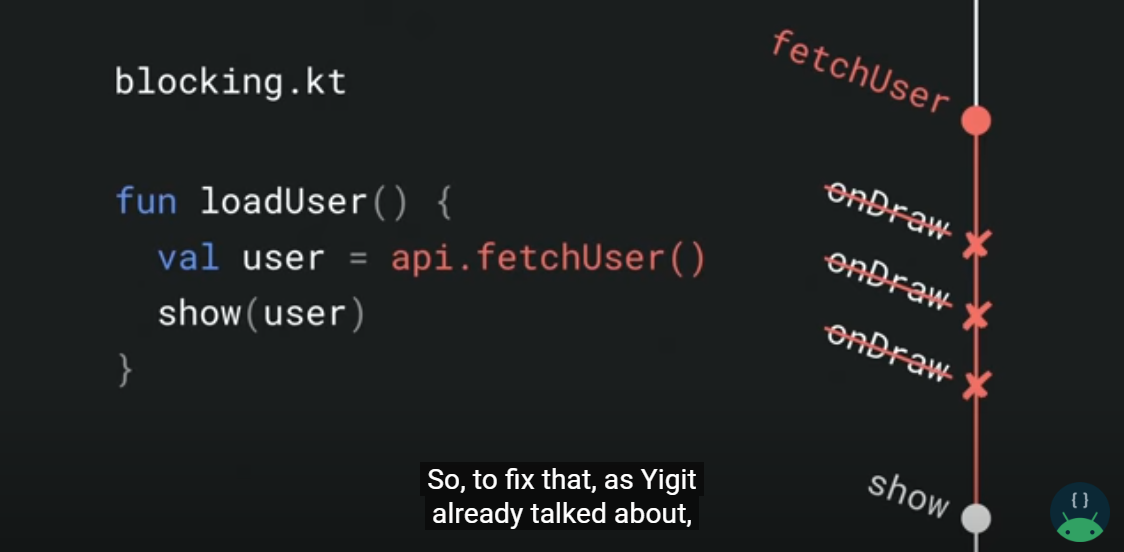 blocking.kt
fun loadUser() {
val user = api.fetchUser()
show(user)
}
fetchUser
onDraw
onDraw
onDraw
show
{ }
So, to fix that, as Yigit
already talked about,